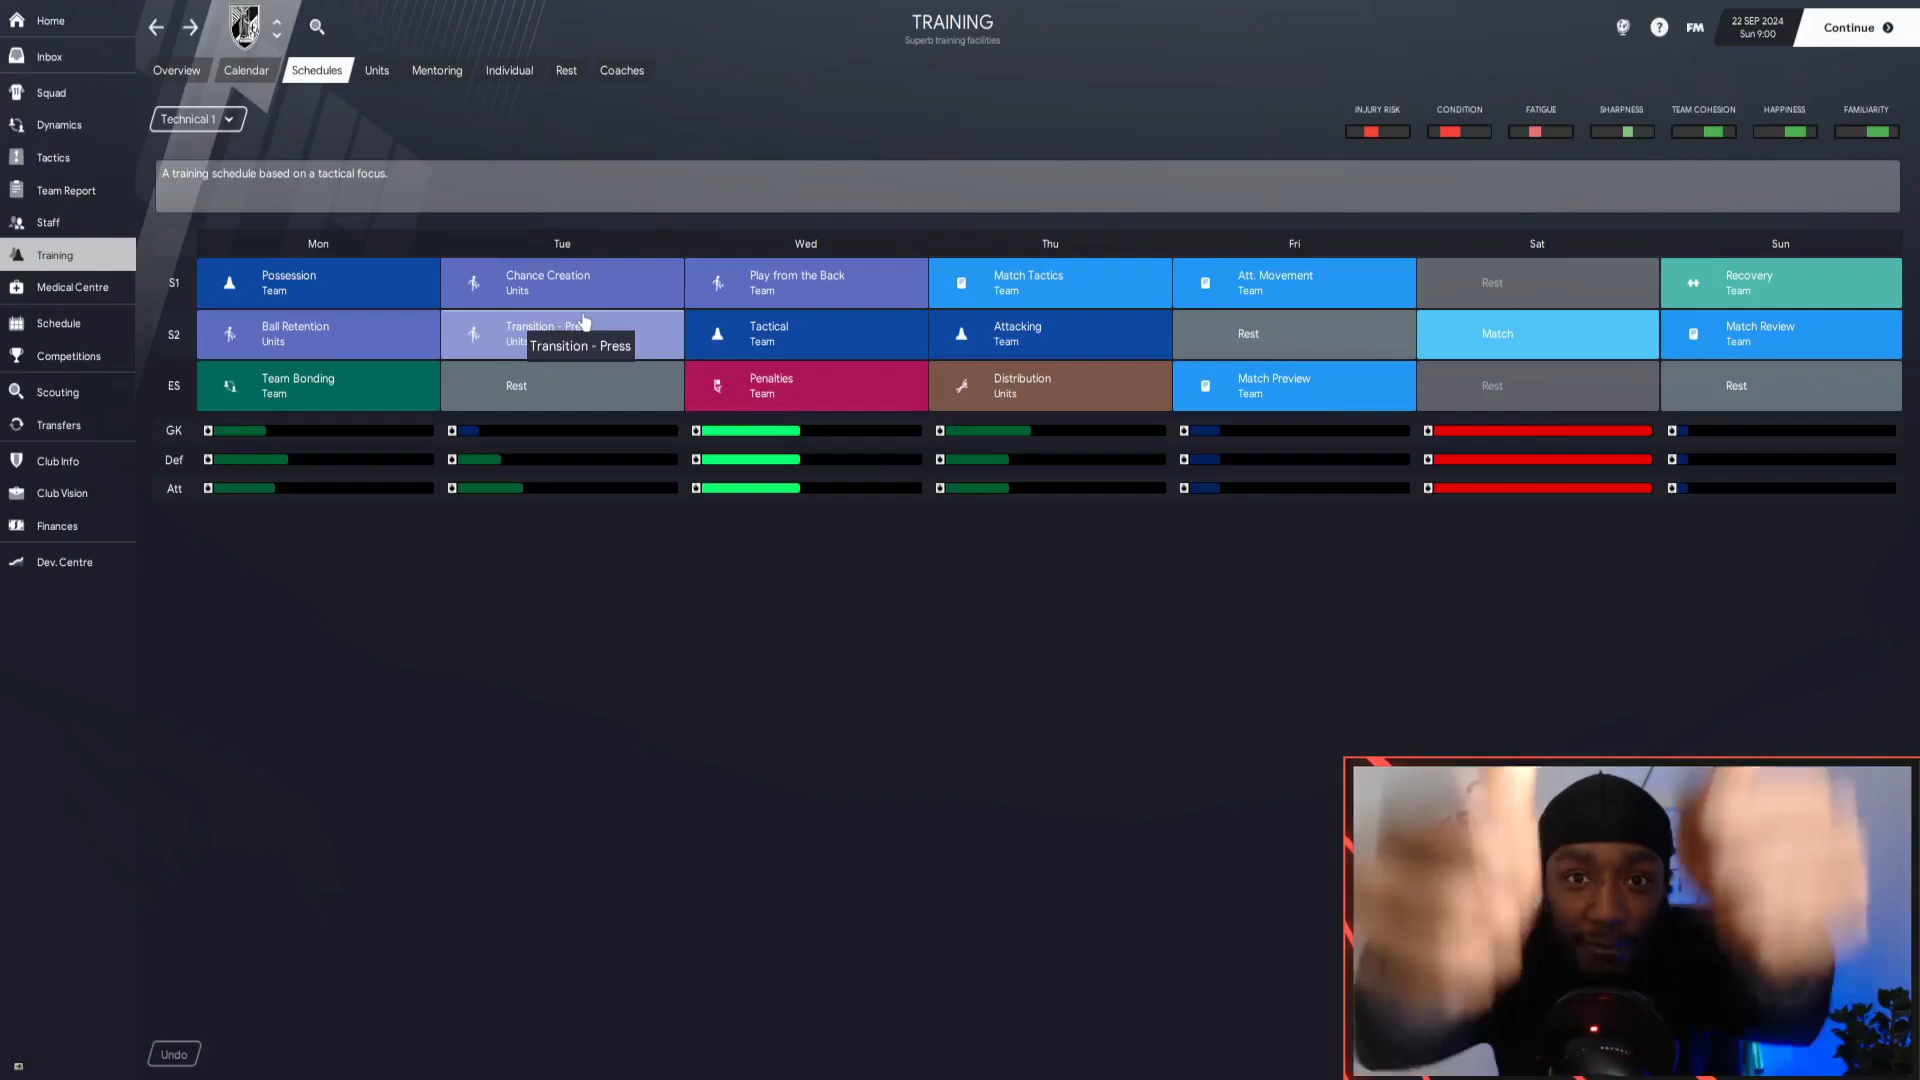 Home
Inbox
Squad
Dynamics
Tactics
Team Report
Staff
Training
Medical Centre
Schedule
Competitions
Scouting
Transfers
Club Info
Club Vision
Finances
Dev. Centre
TRAINING
Superb training facilities
FM
22 SEP 2024
Sun 9:00
Continue
Overview Calendar Schedules Units Mentoring Individual Rest Coaches
Technical 1
INJURY RISK CONDITION FATIGUE SHARPNESS TEAM COHESION HAPPINESS FAMILIARITY
A training schedule based on a tactical focus.
Mon Tue Wed Thu Fri Sat Sun
S1
Possession
Team
Chance Creation
Units
Play from the Back
Team
Match Tactics
Team
Att. Movement
Team
Rest
Recovery
Team
S2
Ball Retention
Units
Transition - Pre
Units
Transition - Press
Tactical
Team
Attacking
Team
Rest
Match
Match Review
Team
ES
Team Bonding
Team
Rest
Penalties
Team
Distribution
Units
Match Preview
Team
Rest
Rest
GK
Def
Att
Undo